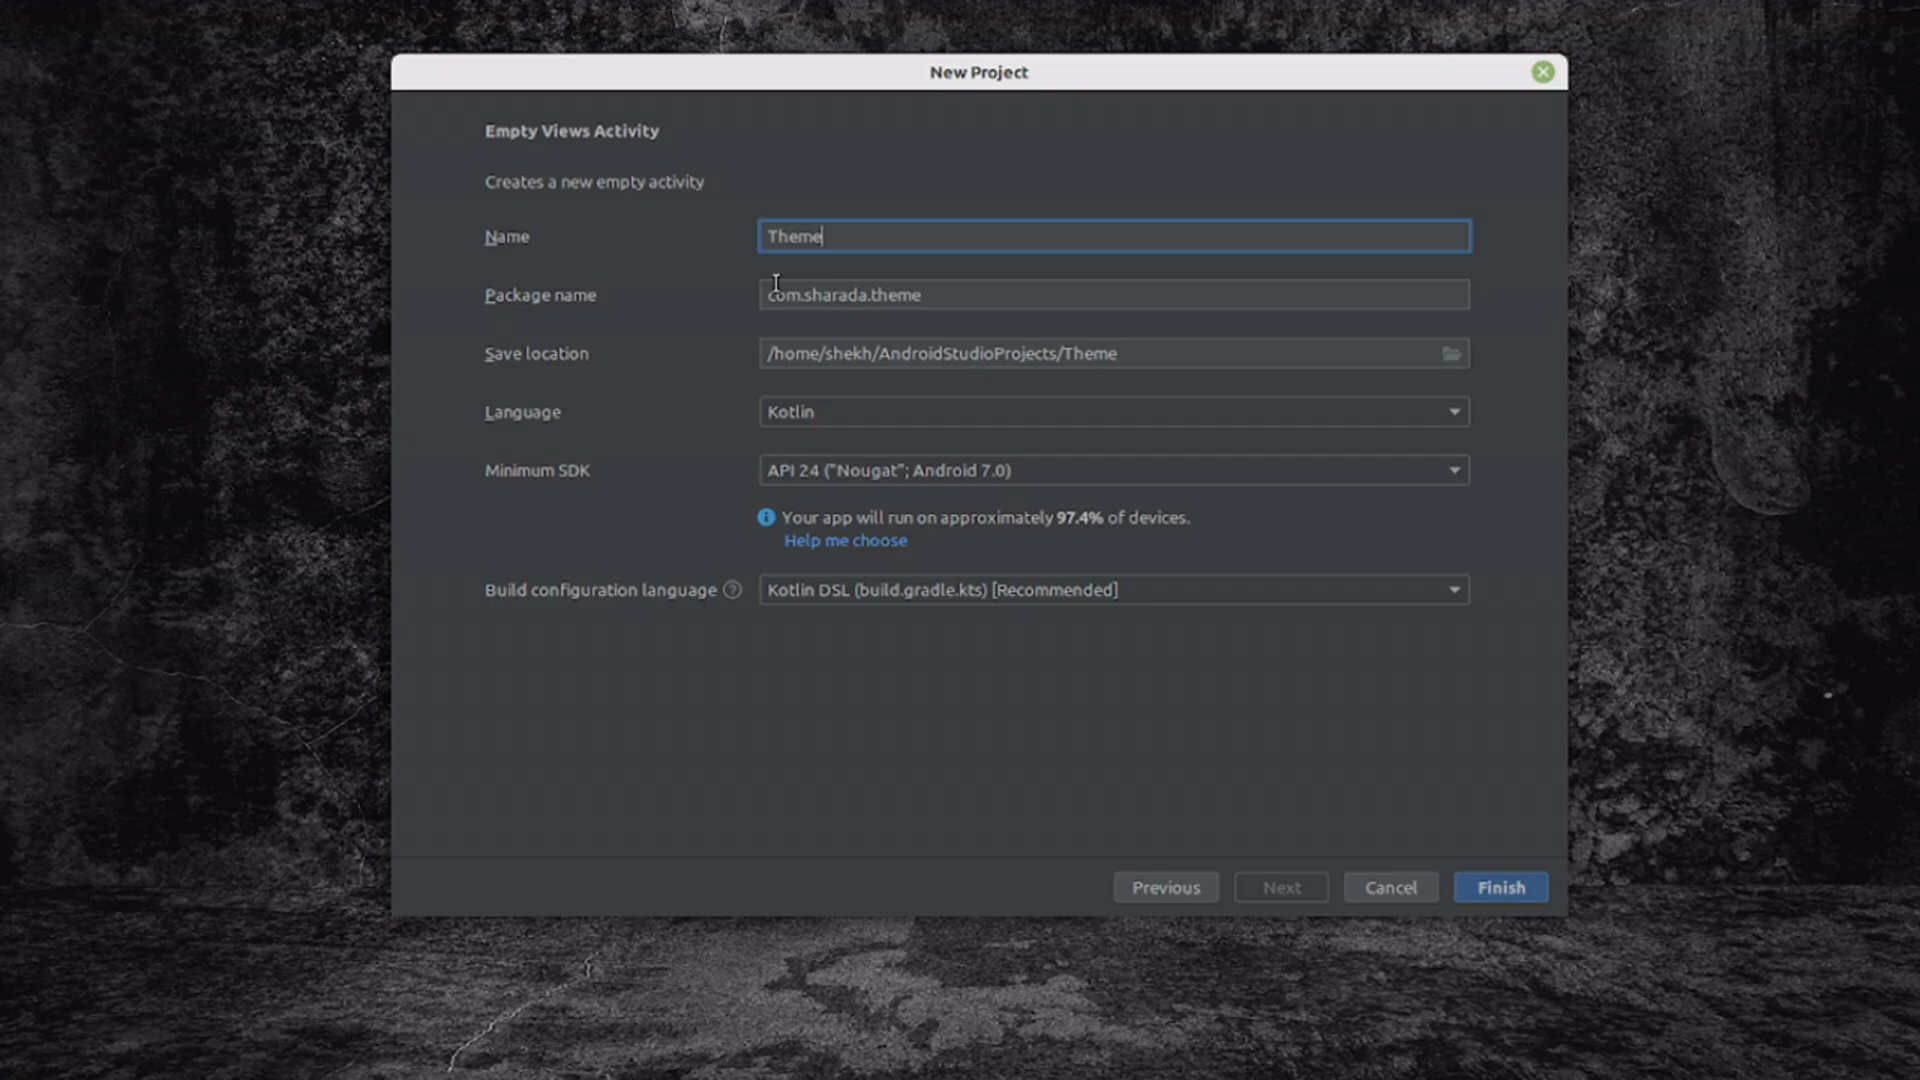 New Project
Empty Views Activity
Creates a new empty activity
Name Theme
Package name com.sharada.theme
Save location /home/shekh/AndroidStudioProjects/Theme
Language Kotlin
Minimum SDK API 24 ("Nougat"; Android 7.0)
Your app will run on approximately 97.4% of devices.
Help me choose
Build configuration language ? Kotlin DSL (build.gradle.kts) [Recommended]
Previous Next Cancel Finish